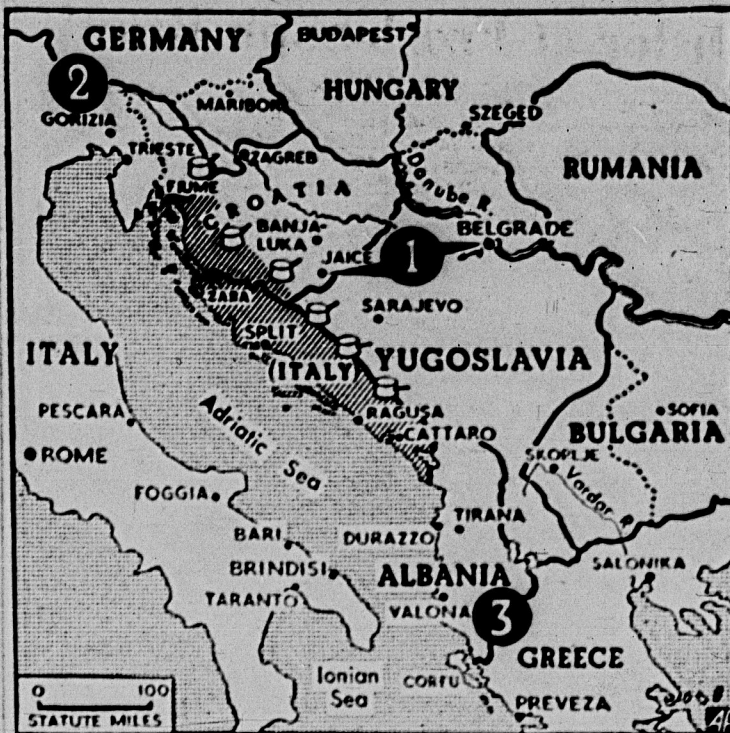 GERMANY
BUDAPEST
2
HUNGARY
MARIBOR
GORIZIA
SZEGED
TRIESTE
ZAGREB
Danube R.
RUMANIA
FIUME
CROATIA
BANJA-
LUKA
BELGRADE
JAICE
1
ZARA
SARAJEVO
SPLIT
ITALY
(ITALY)
YUGOSLAVIA
PESCARA
Adriatic Sea
RAGUSA
SOFIA
CATTARO
BULGARIA
ROME
SKOPLJE
Vardar R.
FOGGIA
TIRANA
BARI
DURAZZO
SALONIKA
BRINDISI
ALBANIA
TARANTO
VALONA
3
GREECE
Ionian
Sea
CORFU
0 100
STATUTE MILES
PREVEZA
AP